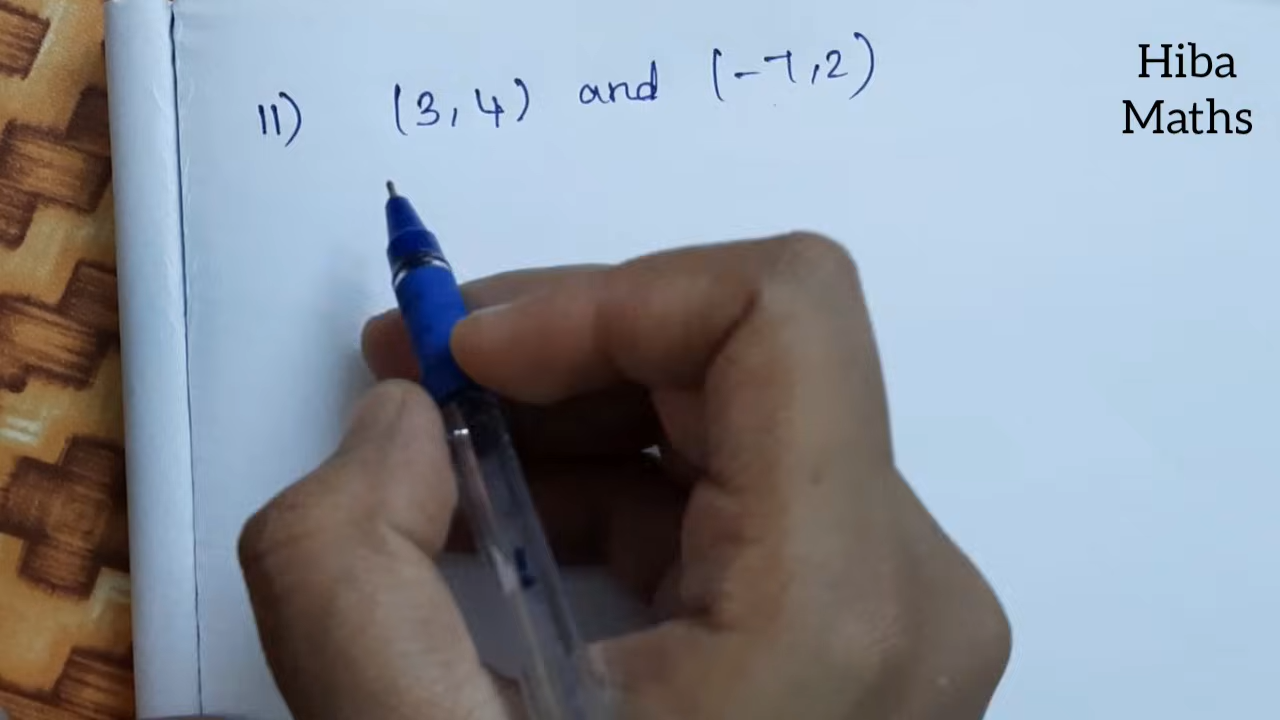 11) (3, 4) and (-7, 2)
Hiba
Maths